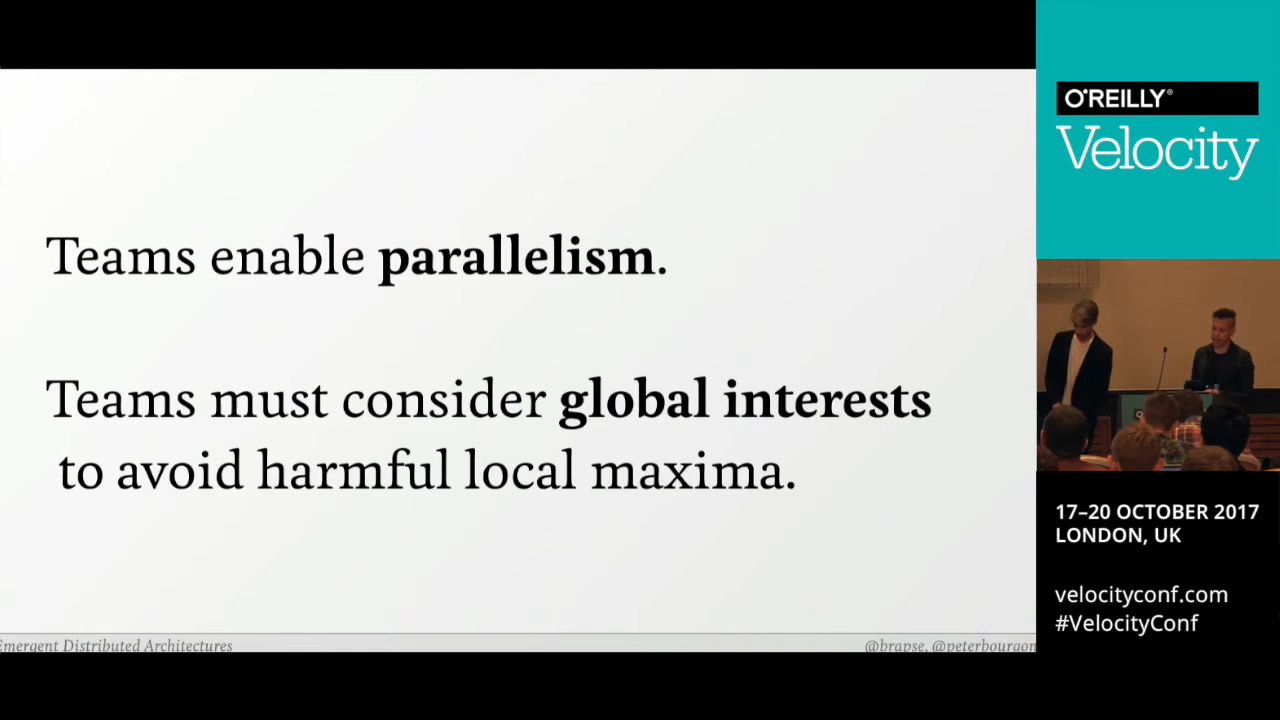 Teams enable parallelism.
Teams must consider global interests
to avoid harmful local maxima.
Emergent Distributed Architectures
@brapse, @peterbourgon
O'REILLY®
Velocity
17–20 OCTOBER 2017
LONDON, UK
velocityconf.com
#VelocityConf